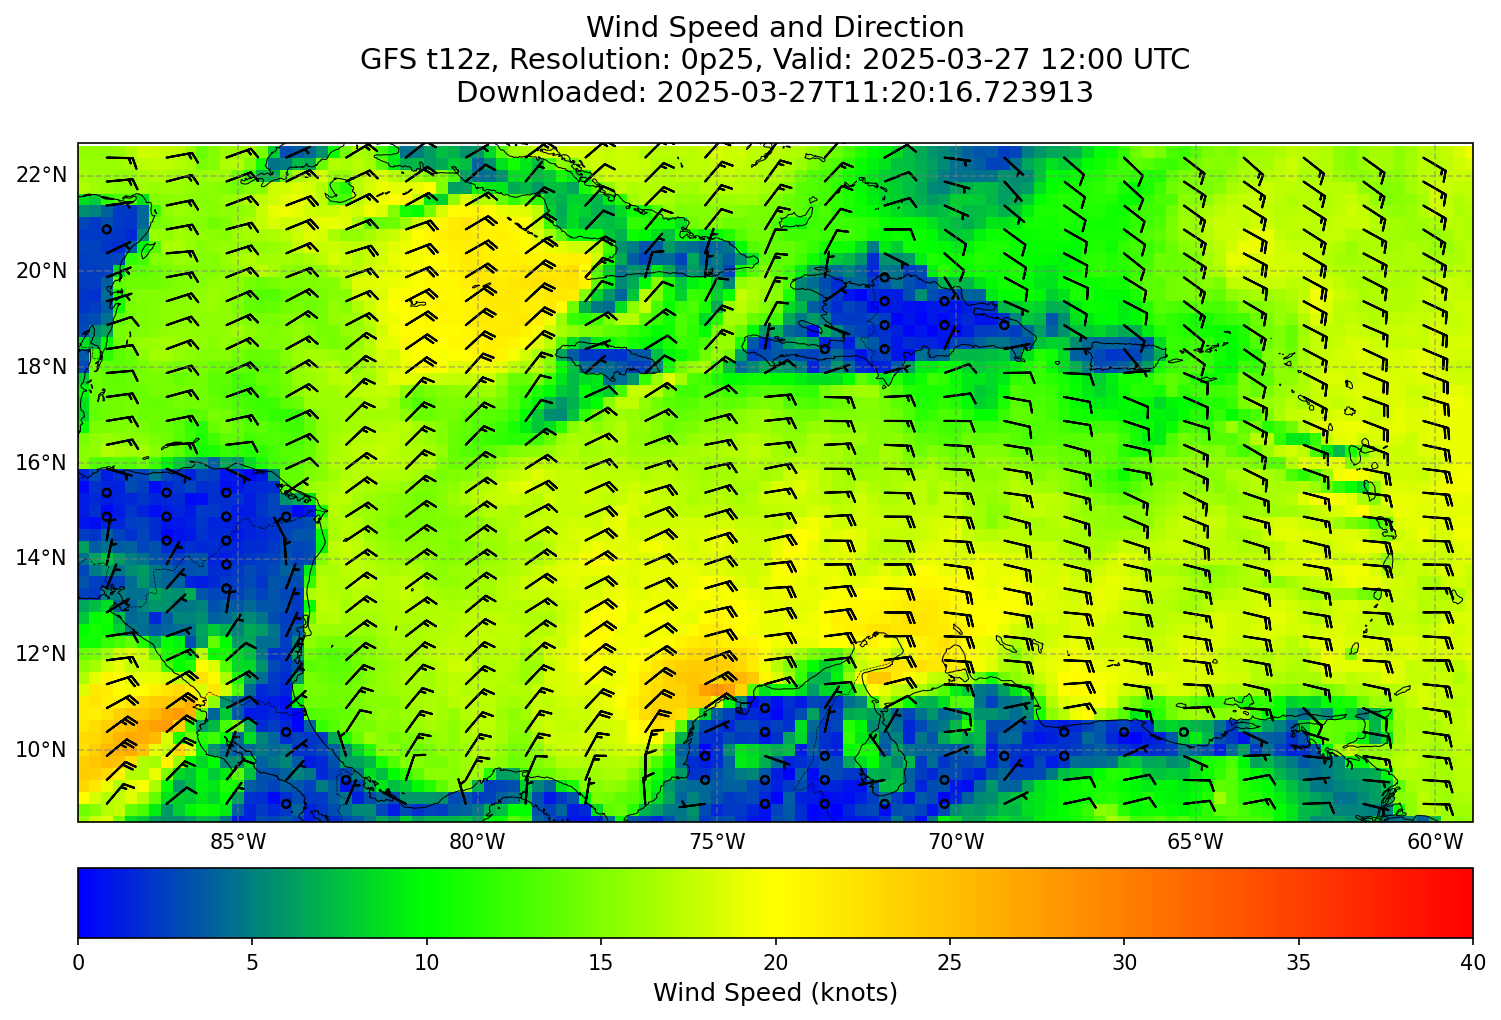 Wind Speed and Direction
GFS t12z, Resolution: 0p25, Valid: 2025-03-27 12:00 UTC
Downloaded: 2025-03-27T11:20:16.723913
22°N
20°N
18°N
16°N
14°N
12°N
10°N
85°W 80°W 75°W 70°W 65°W 60°W
0 5 10 15 20 25 30 35 40
Wind Speed (knots)